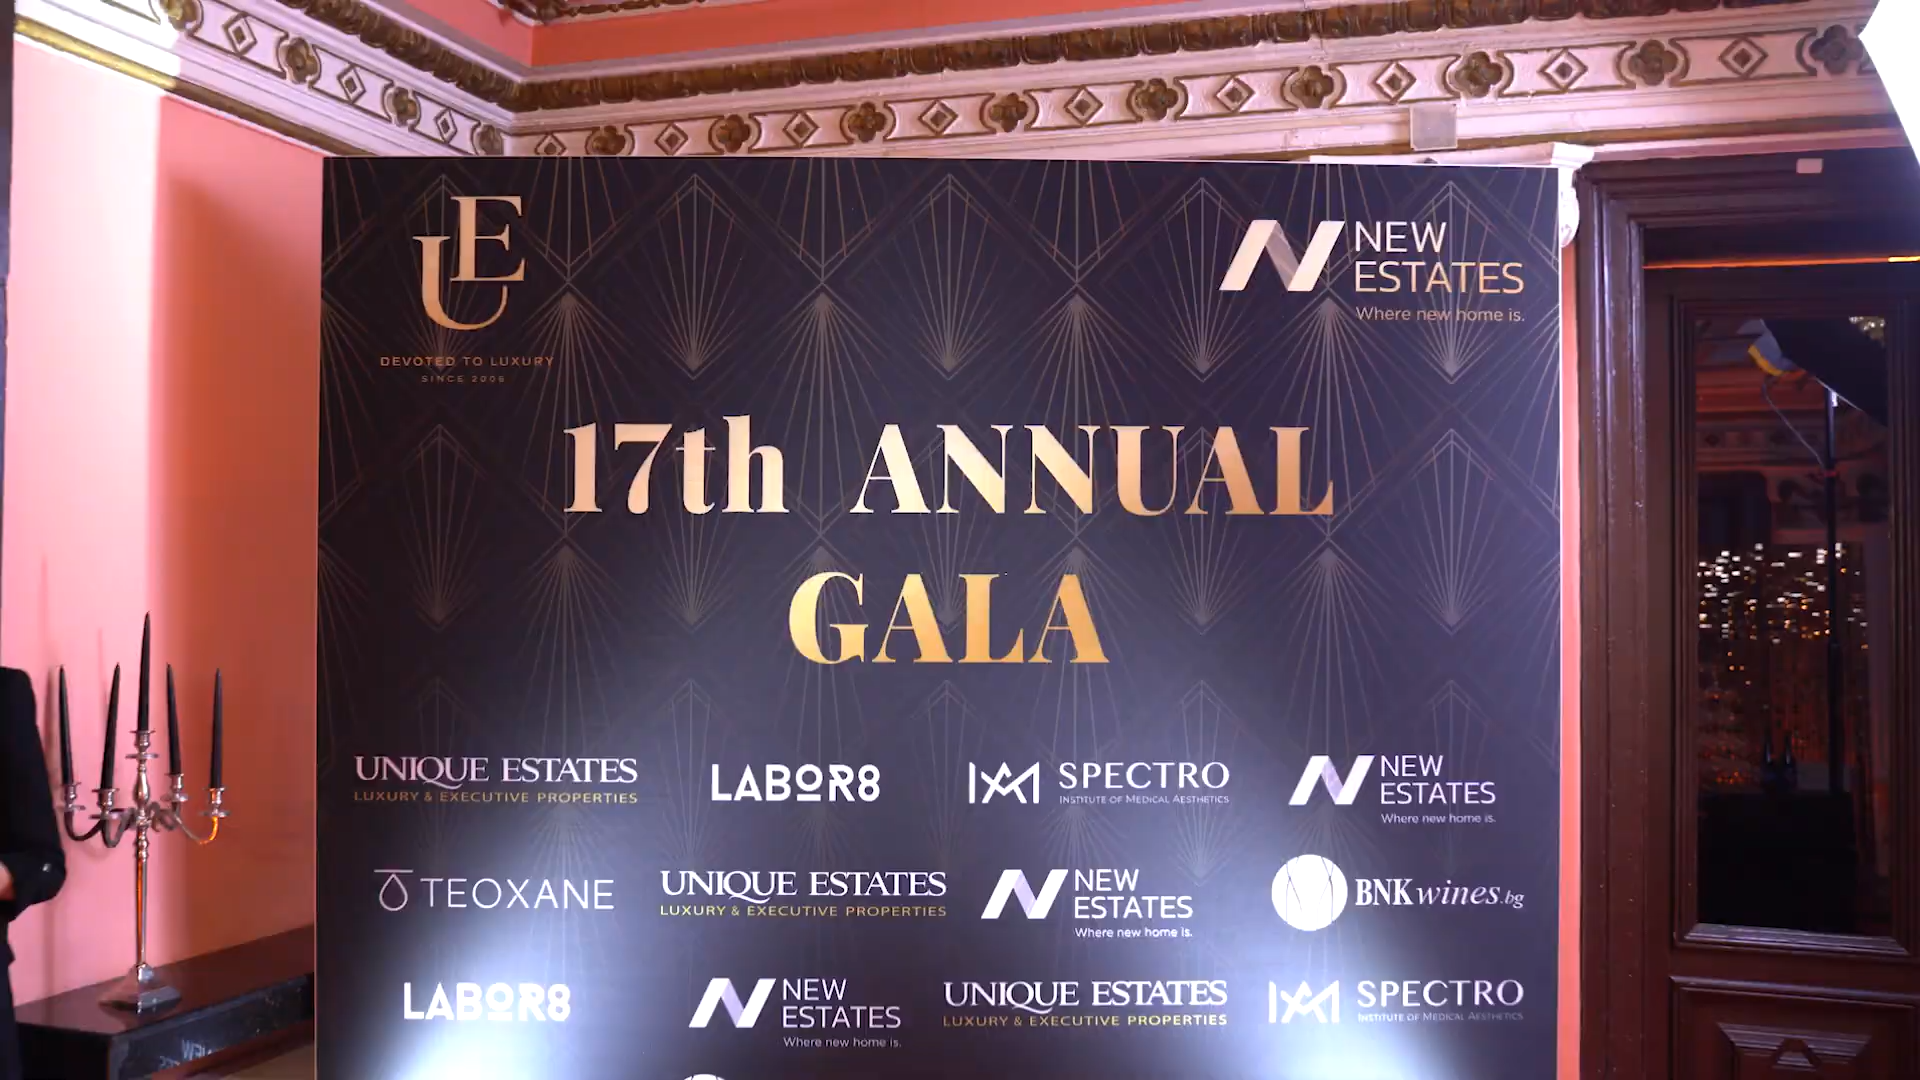 UE
DEVOTED TO LUXURY
SINCE 2006
NEW
ESTATES
Where new home is.
17th ANNUAL
GALA
UNIQUE ESTATES
LUXURY & EXECUTIVE PROPERTIES
LABOR8
SPECTRO
INSTITUTE OF MEDICAL AESTHETICS
NEW
ESTATES
Where new home is.
TEOXANE
UNIQUE ESTATES
LUXURY & EXECUTIVE PROPERTIES
NEW
ESTATES
Where new home is.
BNK wines.bg
LABOR8
NEW
ESTATES
Where new home is.
UNIQUE ESTATES
LUXURY & EXECUTIVE PROPERTIES
SPECTRO
INSTITUTE OF MEDICAL AESTHETICS